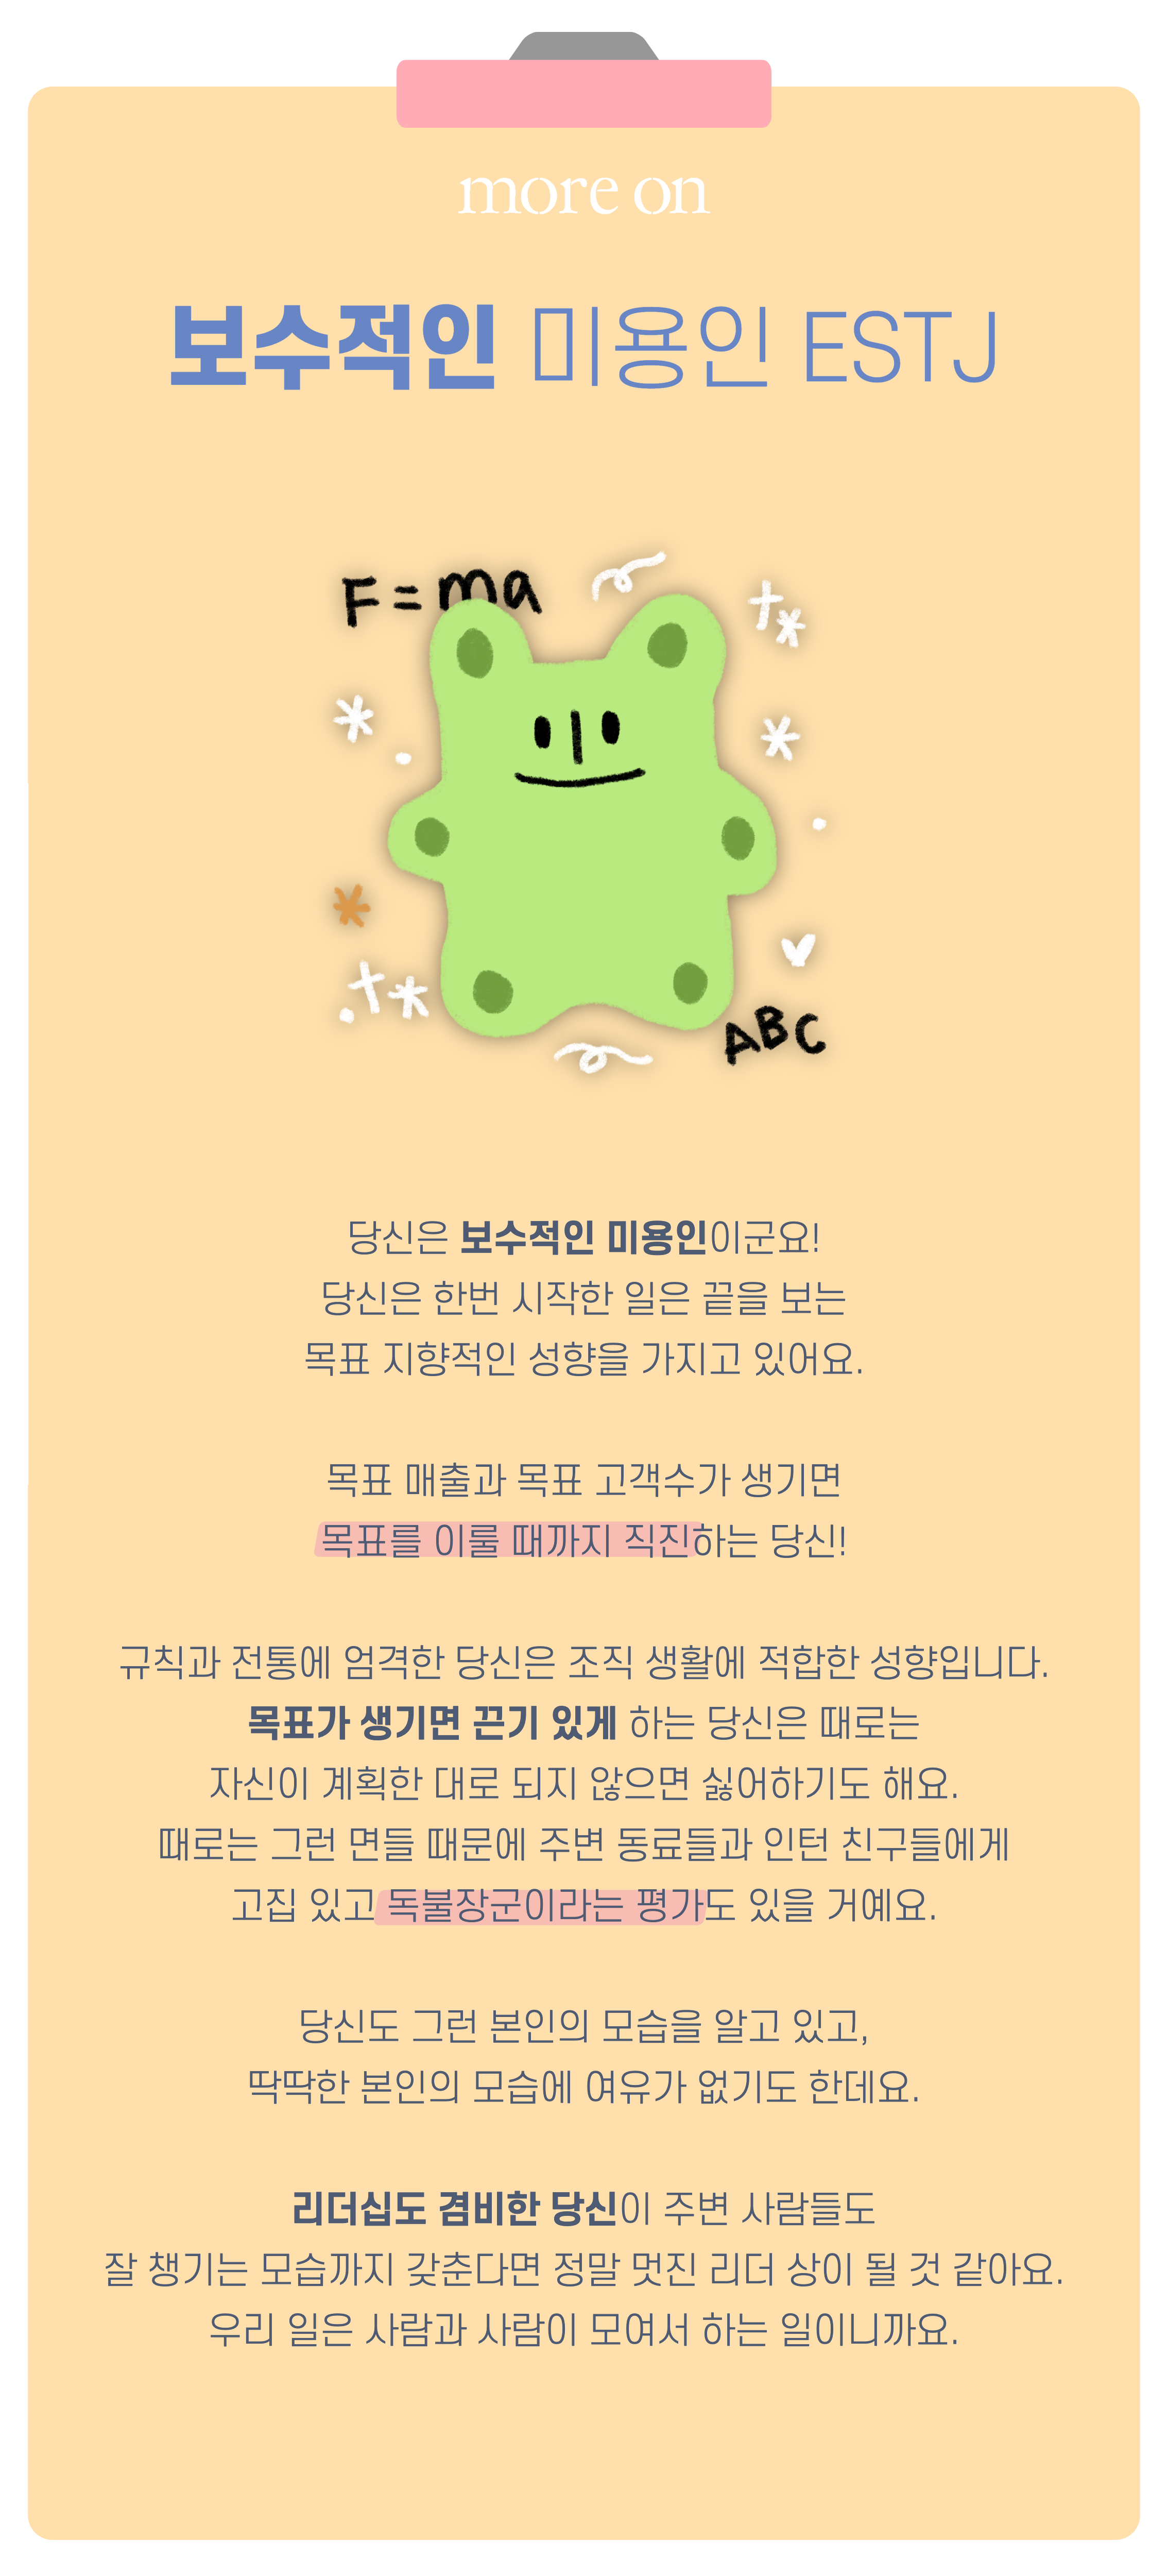 more on
보수적인 미용인 ESTJ
F = ma
ABC
당신은 보수적인 미용인이군요!
당신은 한번 시작한 일은 끝을 보는
목표 지향적인 성향을 가지고 있어요.
목표 매출과 목표 고객수가 생기면
목표를 이룰 때까지 직진하는 당신!
규칙과 전통에 엄격한 당신은 조직 생활에 적합한 성향입니다.
목표가 생기면 끈기 있게 하는 당신은 때로는
자신이 계획한 대로 되지 않으면 싫어하기도 해요.
때로는 그런 면들 때문에 주변 동료들과 인턴 친구들에게
고집 있고 독불장군이라는 평가도 있을 거예요.
당신도 그런 본인의 모습을 알고 있고,
딱딱한 본인의 모습에 여유가 없기도 한데요.
리더십도 겸비한 당신이 주변 사람들도
잘 챙기는 모습까지 갖춘다면 정말 멋진 리더 상이 될 것 같아요.
우리 일은 사람과 사람이 모여서 하는 일이니까요.